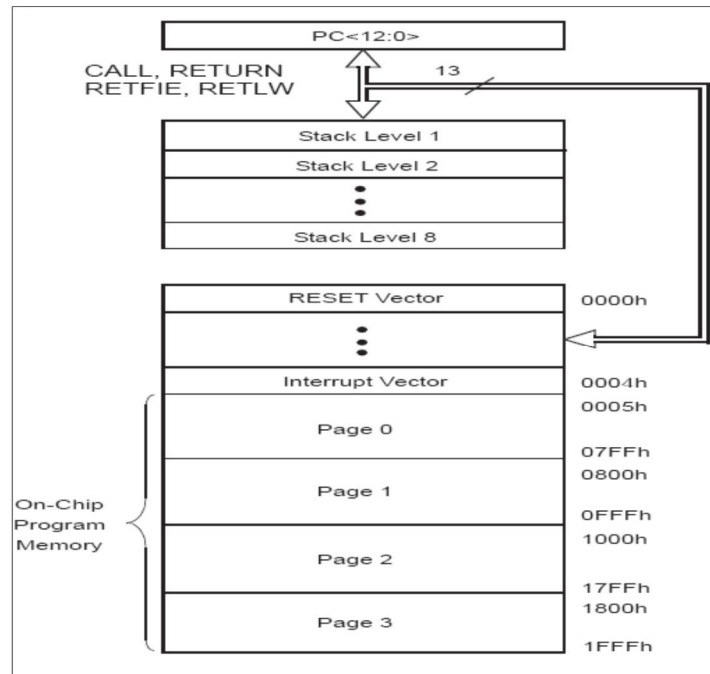 PC<12:0>
CALL, RETURN
RETFIE, RETLW
13
Stack Level 1
Stack Level 2
Stack Level 8
RESET Vector
0000h
Interrupt Vector
0004h
0005h
Page 0
07FFh
0800h
Page 1
On-Chip
Program
Memory
0FFFh
1000h
Page 2
17FFh
1800h
Page 3
1FFFh